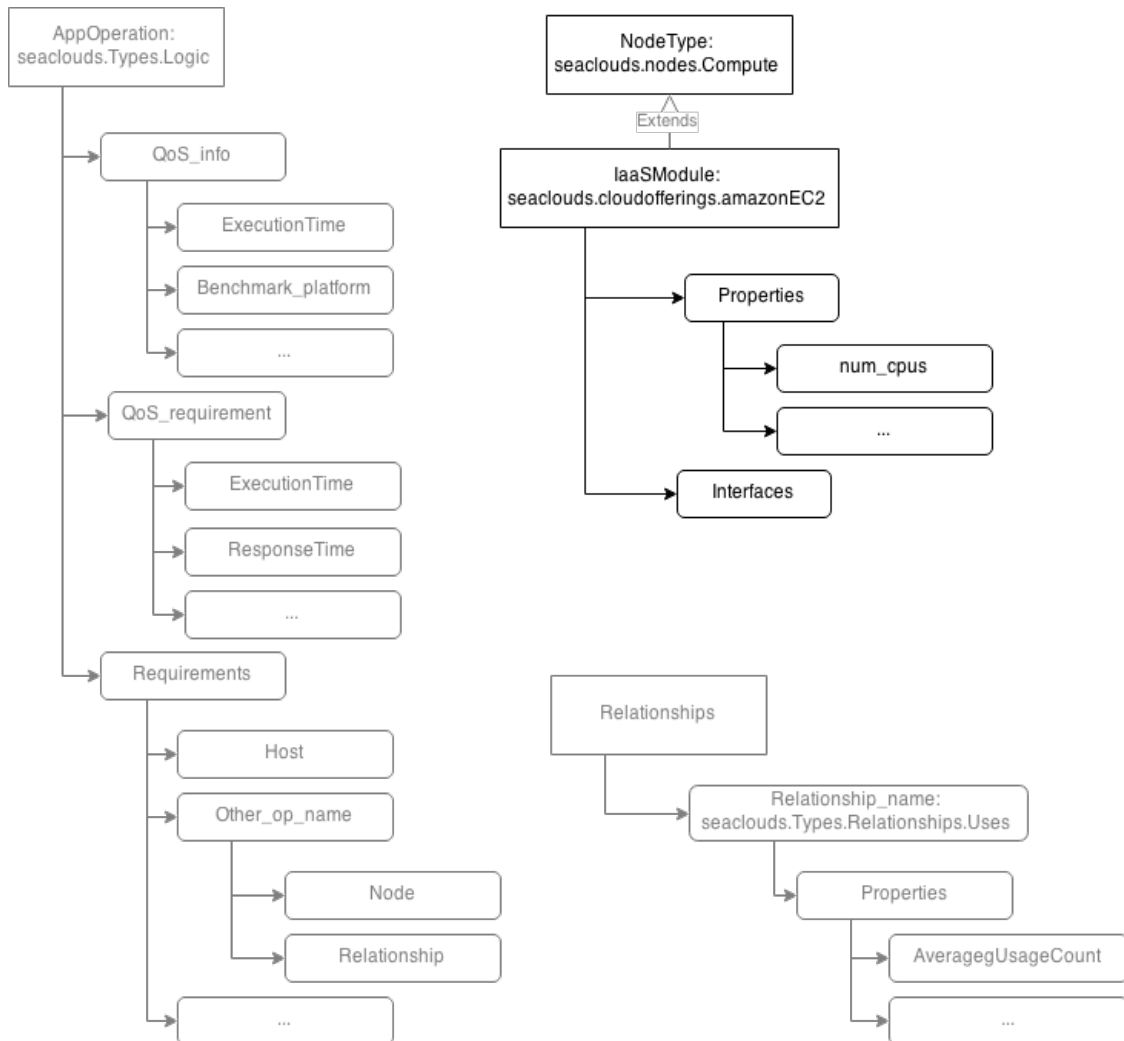 AppOperation:
seaclouds.Types.Logic
QoS_info
ExecutionTime
Benchmark_platform
...
QoS_requirement
ExecutionTime
ResponseTime
...
Requirements
Host
Other_op_name
Node
Relationship
...
NodeType:
seaclouds.nodes.Compute
Extends
IaaSModule:
seaclouds.cloudofferings.amazonEC2
Properties
num_cpus
...
Interfaces
Relationships
Relationship_name:
seaclouds.Types.Relationships.Uses
Properties
AveragegUsageCount
...